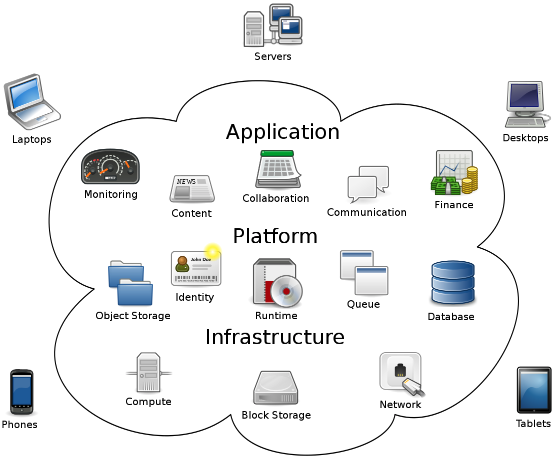 Servers
Laptops
Desktops
Application
Monitoring
NEWS
Content
Collaboration
Communication
Finance
Platform
John Doe
Object Storage
Identity
Runtime
Queue
Database
Infrastructure
Compute
Block Storage
Network
Phones
Tablets